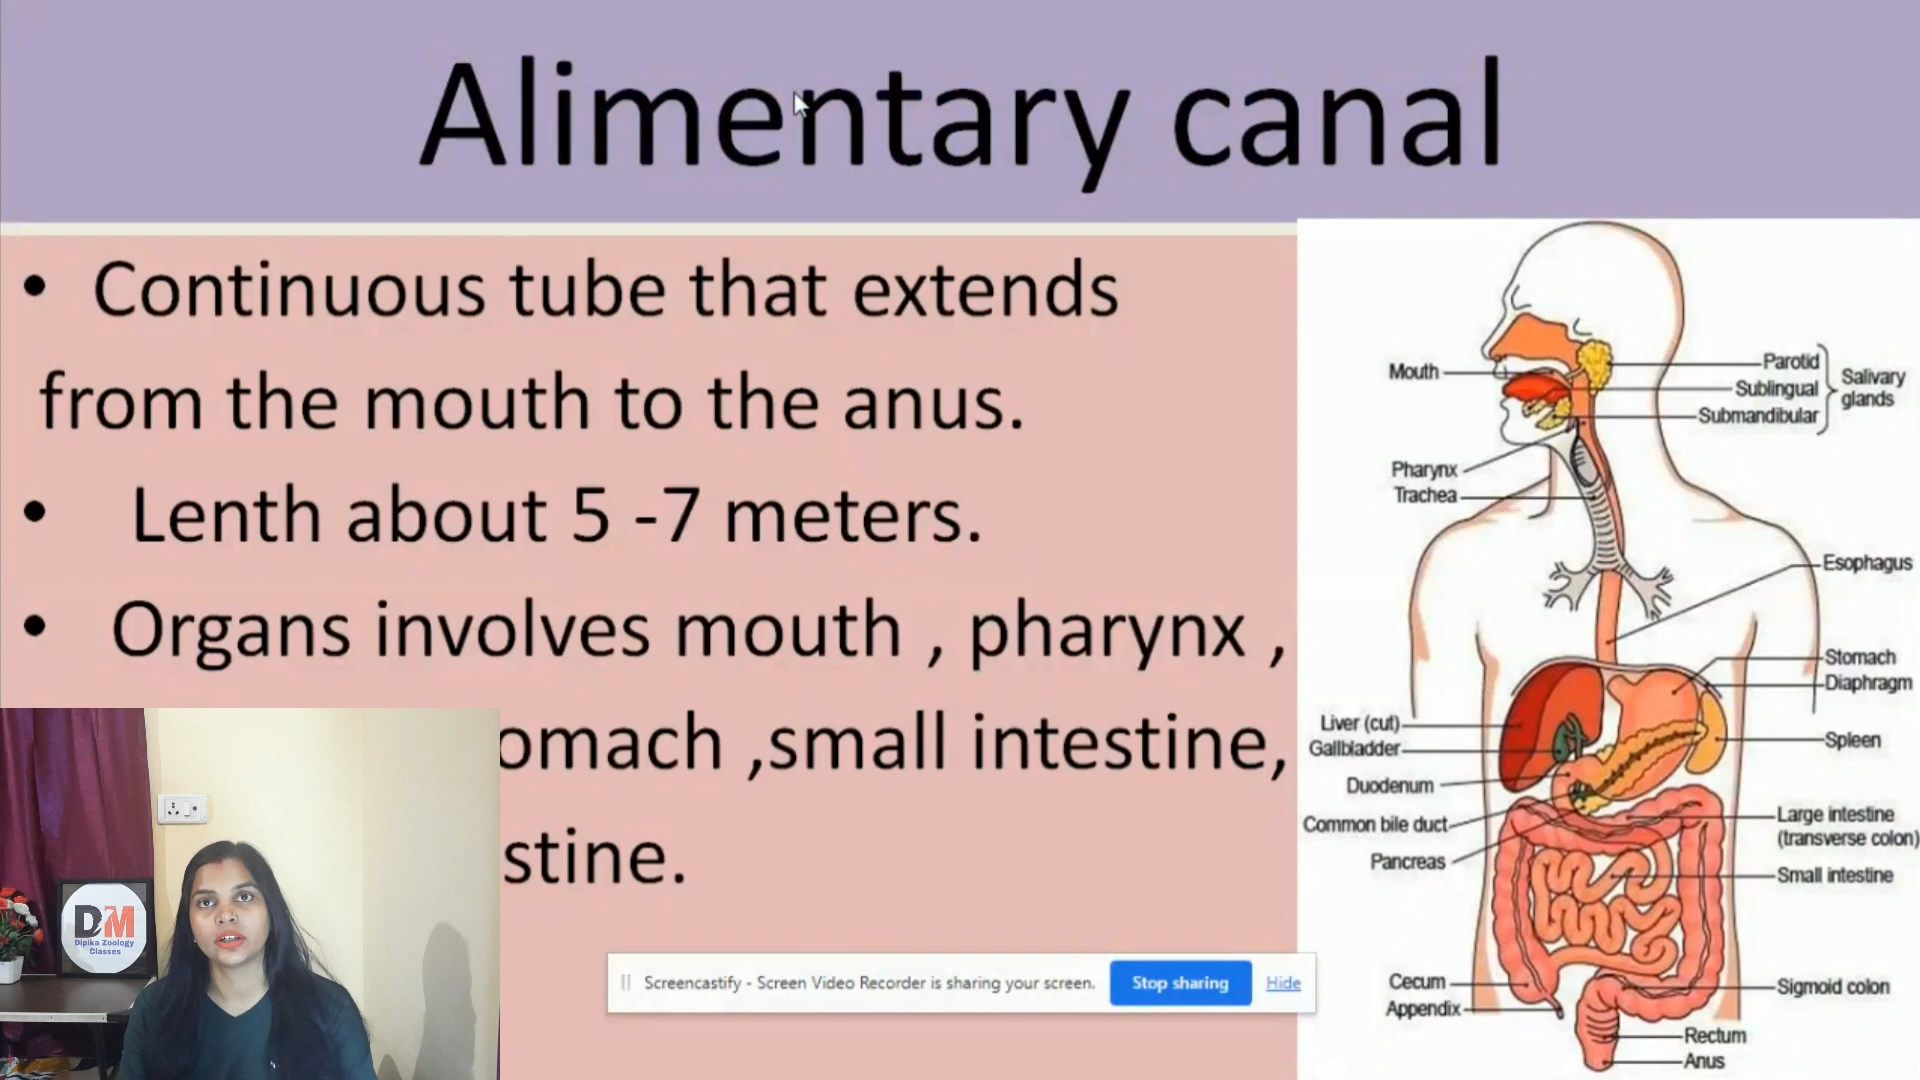 Alimentary canal
• Continuous tube that extends
from the mouth to the anus.
• Lenth about 5 -7 meters.
• Organs involves mouth , pharynx ,
omach ,small intestine,
stine.
Mouth
Pharynx
Trachea
Parotid
Sublingual
Submandibular
Salivary
glands
Esophagus
Stomach
Diaphragm
Liver (cut)
Gallbladder
Spleen
Duodenum
Common bile duct
Pancreas
Large intestine
(transverse colon)
Small intestine
Cecum
Appendix
Sigmoid colon
Rectum
Anus
DM
Dipika Zoology
Classes
Screencastify - Screen Video Recorder is sharing your screen. Stop sharing Hide